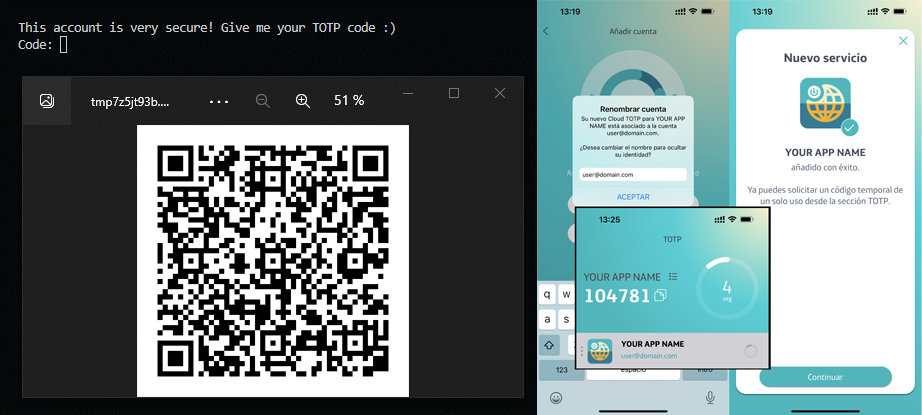 This account is very secure! Give me your TOTP code :)
Code:
tmp7z5jt93b....
51 %
13:19
Añadir cuenta
Renombrar cuenta
Su nuevo Cloud TOTP para YOUR APP
NAME está asociado a la cuenta
user@domain.com.
¿Desea cambiar el nombre para ocultar
su identidad?
user@domain.com
ACEPTAR
q w
a s
123
espacio
intro
13:25
TOTP
YOUR APP NAME
104781
4
seg
YOUR APP NAME
user@domain.com
13:19
Nuevo servicio
YOUR APP NAME
añadido con éxito.
Ya puedes solicitar un código temporal de
un solo uso desde la sección TOTP.
Continuar